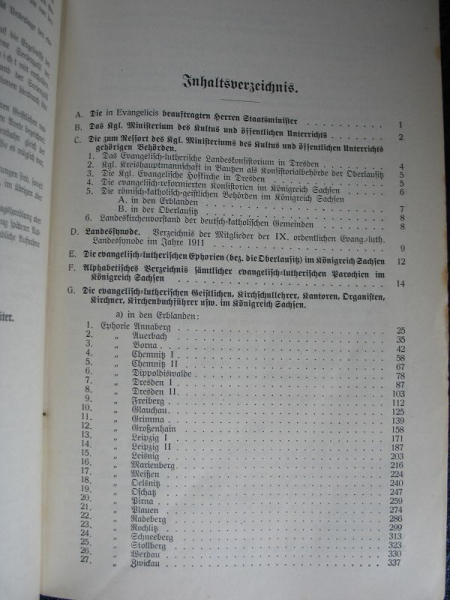 Inhaltsverzeichnis.
A. Die in Evangelicis beauftragten Herren Staatsminister . . . 1
B. Das Kgl. Ministerium des Kultus und öffentlichen Unterrichts . . . 2
C. Die zum Ressort des Kgl. Ministeriums des Kultus und öffentlichen Unterrichts
gehörigen Behörden.
1. Das Evangelisch-lutherische Landeskonsistorium in Dresden . . . 4
2. Kgl. Kreishauptmannschaft in Bautzen als Konsistorialbehörde der Oberlausitz . 5
3. Die Kgl. Evangelische Hofkirche in Dresden . . . 5
4. Die evangelisch-reformierten Konsistorien im Königreich Sachsen . . . 6
5. Die römisch-katholisch-geistlichen Behörden im Königreich Sachsen
A. in den Erblanden . . . 7
B. in der Oberlausitz . . . 8
6. Landeskirchenvorstand der deutsch-katholischen Gemeinden . . . 8
D. Landessynode. Verzeichnis der Mitglieder der IX. ordentlichen Evang.-luth.
Landessynode im Jahre 1911 . . . 9
E. Die evangelisch-lutherischen Ephorien (bez. die Oberlausitz) im Königreich Sachsen 12
F. Alphabetisches Verzeichnis sämtlicher evangelisch-lutherischen Parochien im
Königreich Sachsen . . . 14
G. Die evangelisch-lutherischen Geistlichen, Kirchschullehrer, Kantoren, Organisten,
Kirchner, Kirchenbuchführer usw. im Königreich Sachsen.
a) in den Erblanden:
1. Ephorie Annaberg . . . 25
2. „ Auerbach . . . 35
3. „ Borna . . . 42
4. „ Chemnitz I . . . 58
5. „ Chemnitz II . . . 67
6. „ Dippoldiswalde . . . 78
7. „ Dresden I . . . 87
8. „ Dresden II . . . 103
9. „ Freiberg . . . 112
10. „ Glauchau . . . 125
11. „ Grimma . . . 139
12. „ Großenhain . . . 158
13. „ Leipzig I . . . 171
14. „ Leipzig II . . . 187
15. „ Leisnig . . . 203
16. „ Marienberg . . . 216
17. „ Meißen . . . 224
18. „ Oelsnitz . . . 240
19. „ Oschatz . . . 247
20. „ Pirna . . . 259
21. „ Plauen . . . 274
22. „ Radeberg . . . 286
23. „ Rochlitz . . . 299
24. „ Schneeberg . . . 313
25. „ Stollberg . . . 323
26. „ Werdau . . . 330
27. „ Zwickau . . . 337